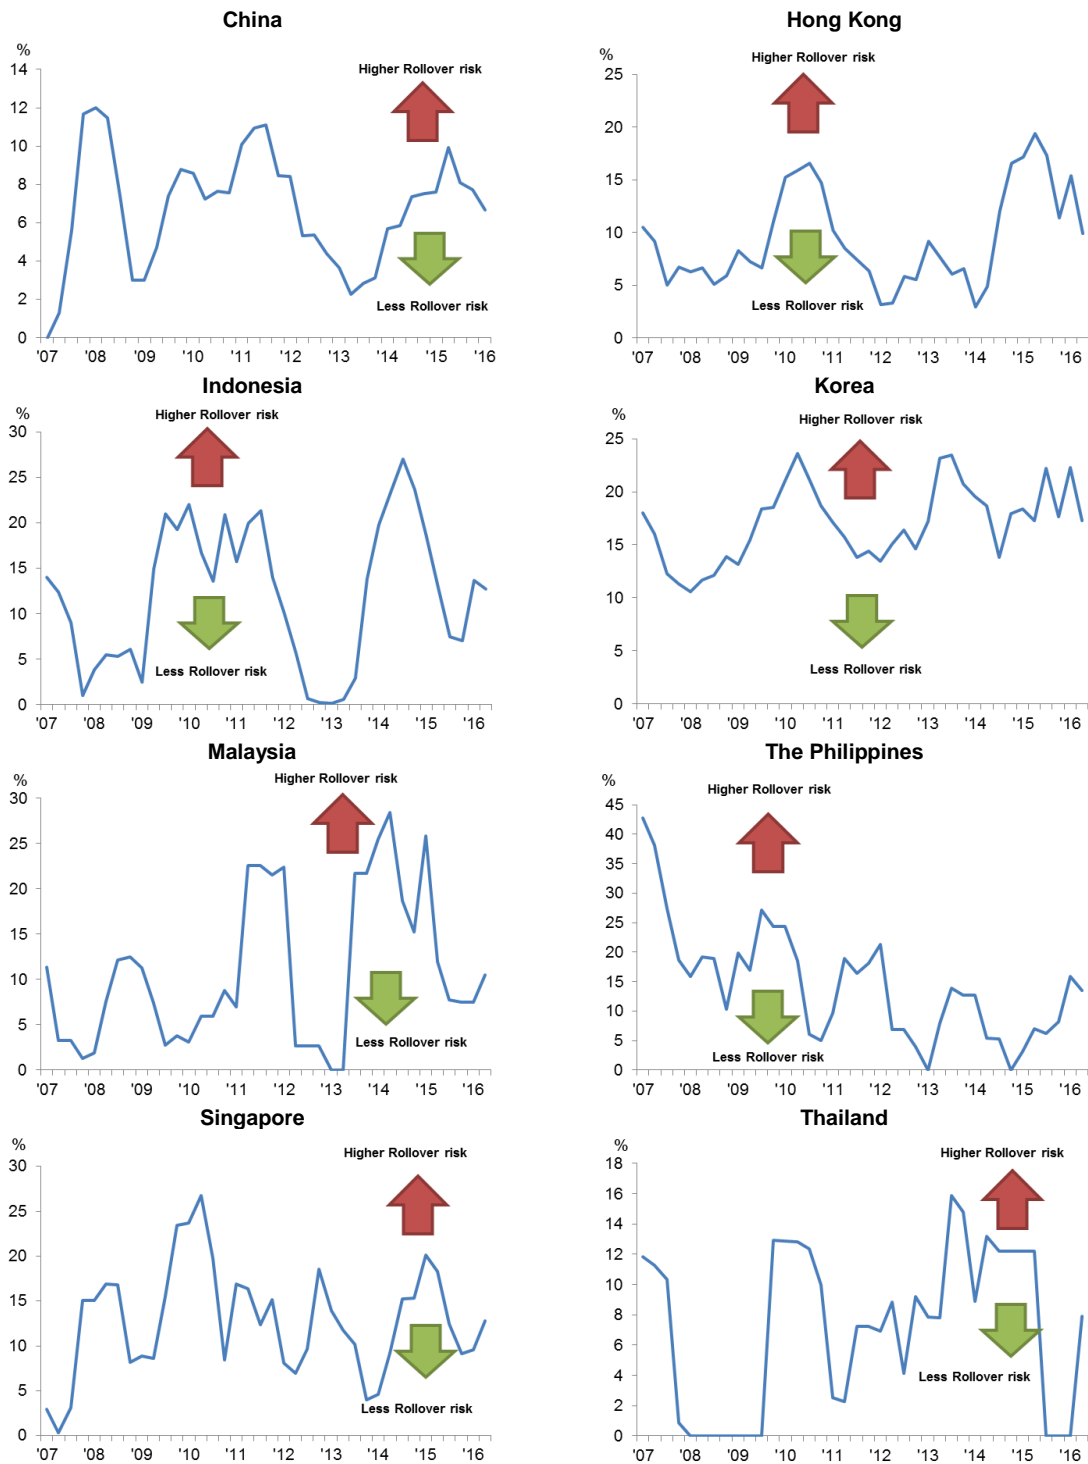 China
%
Higher Rollover risk
14
12
10
8
6
4
2
0
Less Rollover risk
'07 '08 '09 '10 '11 '12 '13 '14 '15 '16
Hong Kong
%
Higher Rollover risk
25
20
15
10
5
0
Less Rollover risk
'07 '08 '09 '10 '11 '12 '13 '14 '15 '16
Indonesia
%
Higher Rollover risk
30
25
20
15
10
5
0
Less Rollover risk
'07 '08 '09 '10 '11 '12 '13 '14 '15 '16
Korea
%
Higher Rollover risk
25
20
15
10
5
0
Less Rollover risk
'07 '08 '09 '10 '11 '12 '13 '14 '15 '16
Malaysia
%
Higher Rollover risk
30
25
20
15
10
5
0
Less Rollover risk
'07 '08 '09 '10 '11 '12 '13 '14 '15 '16
The Philippines
%
Higher Rollover risk
45
40
35
30
25
20
15
10
5
0
Less Rollover risk
'07 '08 '09 '10 '11 '12 '13 '14 '15 '16
Singapore
%
Higher Rollover risk
30
25
20
15
10
5
0
Less Rollover risk
'07 '08 '09 '10 '11 '12 '13 '14 '15 '16
Thailand
%
Higher Rollover risk
18
16
14
12
10
8
6
4
2
0
Less Rollover risk
'07 '08 '09 '10 '11 '12 '13 '14 '15 '16